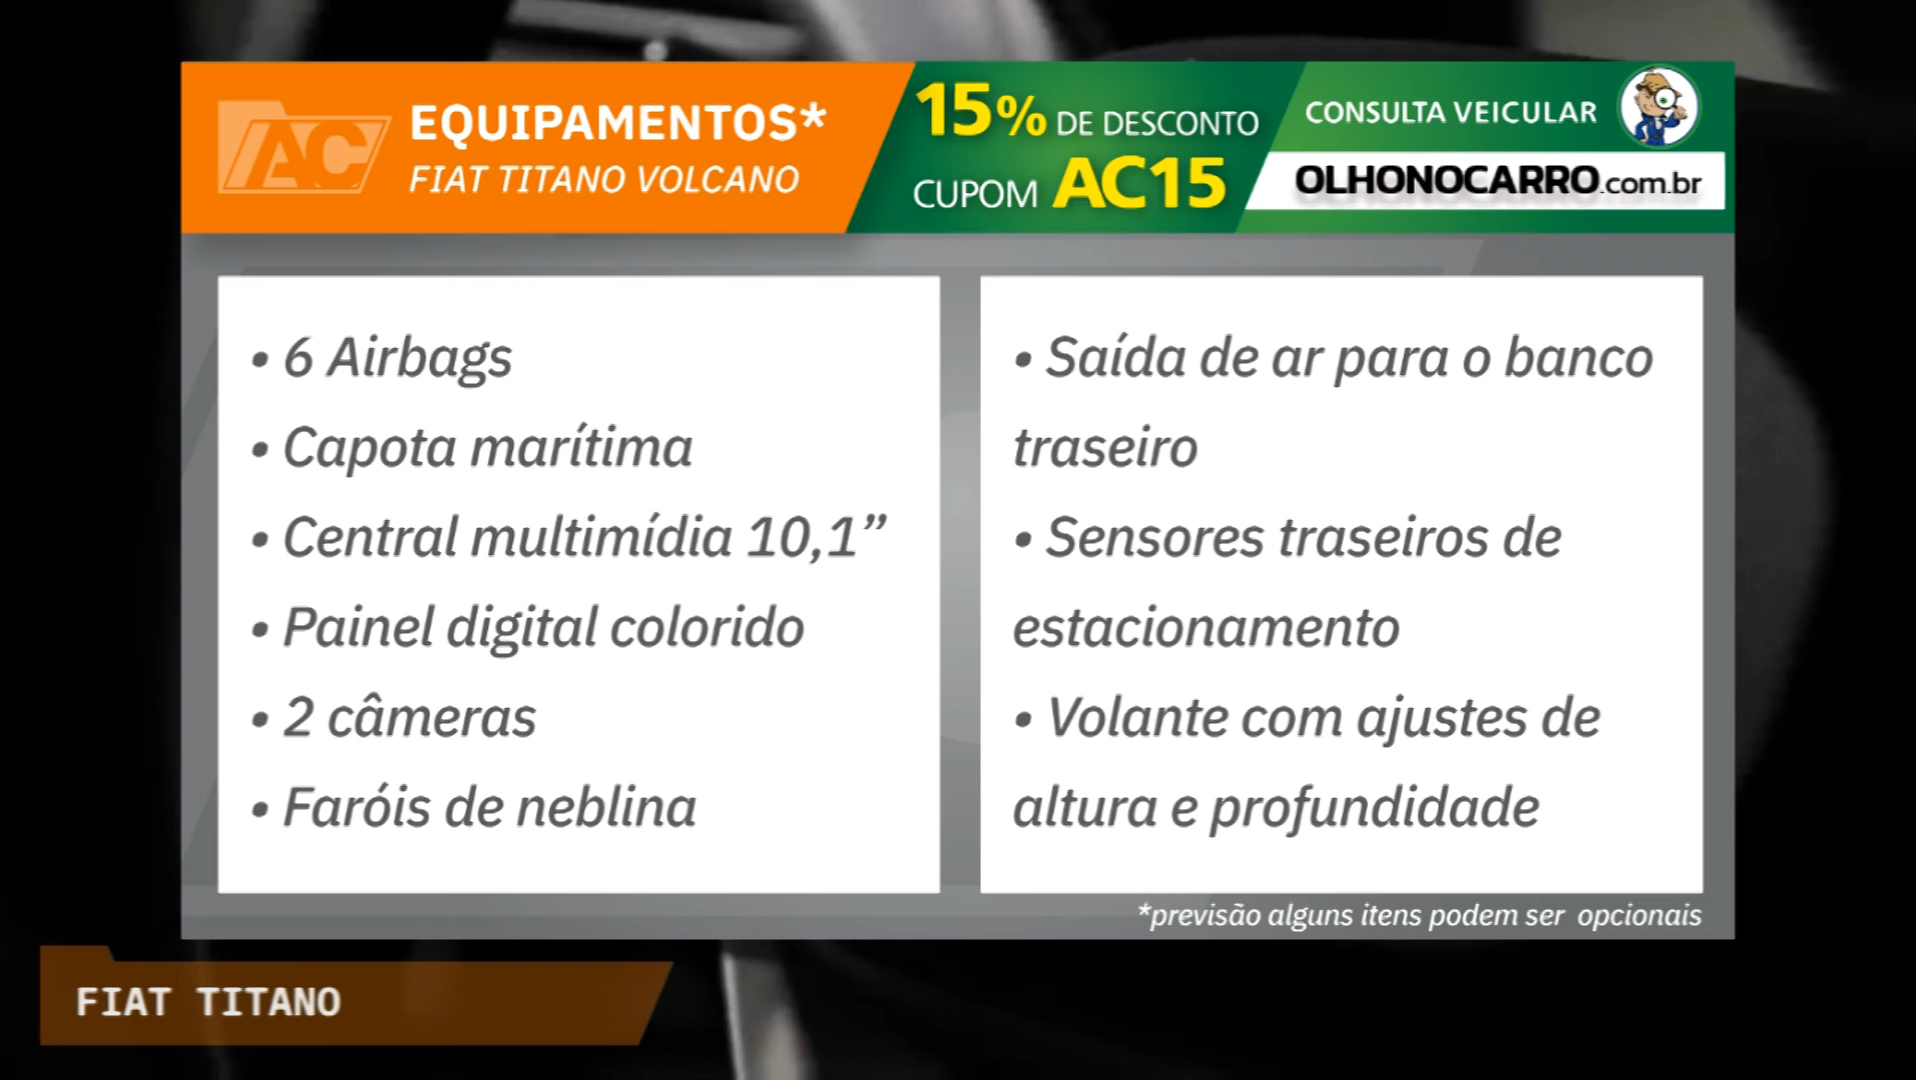 AC
EQUIPAMENTOS*
FIAT TITANO VOLCANO
15% DE DESCONTO
CUPOM AC15
CONSULTA VEICULAR
OLHONOCARRO.com.br
• 6 Airbags
• Capota marítima
• Central multimídia 10,1”
• Painel digital colorido
• 2 câmeras
• Faróis de neblina
• Saída de ar para o banco
traseiro
• Sensores traseiros de
estacionamento
• Volante com ajustes de
altura e profundidade
*previsão alguns itens podem ser opcionais
FIAT TITANO